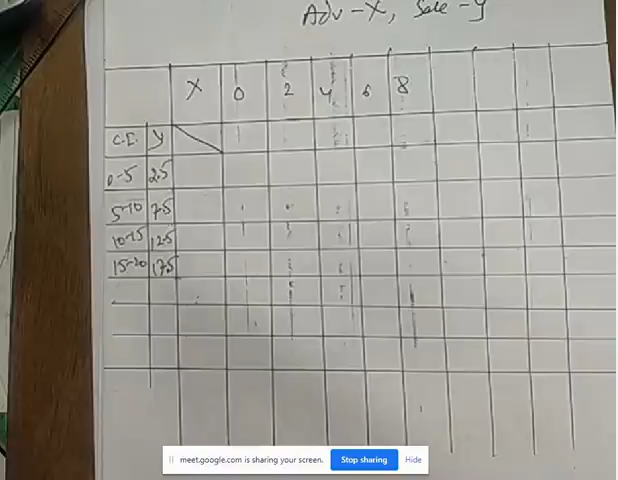 Adv - X, Sale - y
X 0 2 4 6 8
C.I. y
0-5 2.5
5-10 7.5
10-15 12.5
15-20 17.5
meet.google.com is sharing your screen. Stop sharing Hide